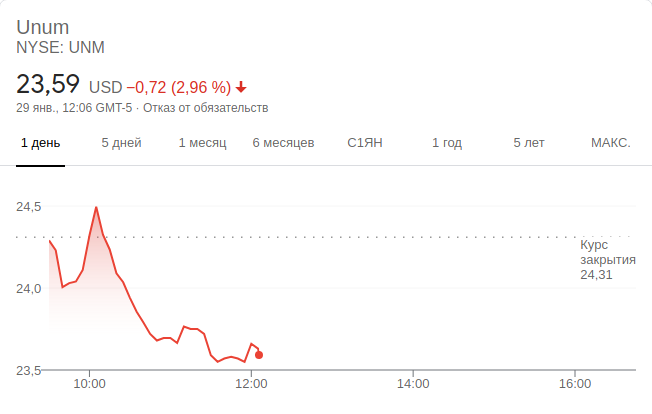 Unum
NYSE: UNM
23,59 USD −0,72 (2,96 %)
29 янв., 12:06 GMT-5 · Отказ от обязательств
1 день 5 дней 1 месяц 6 месяцев С1ЯН 1 год 5 лет МАКС.
24,5
Курс
закрытия
24,31
24,0
23,5
10:00 12:00 14:00 16:00